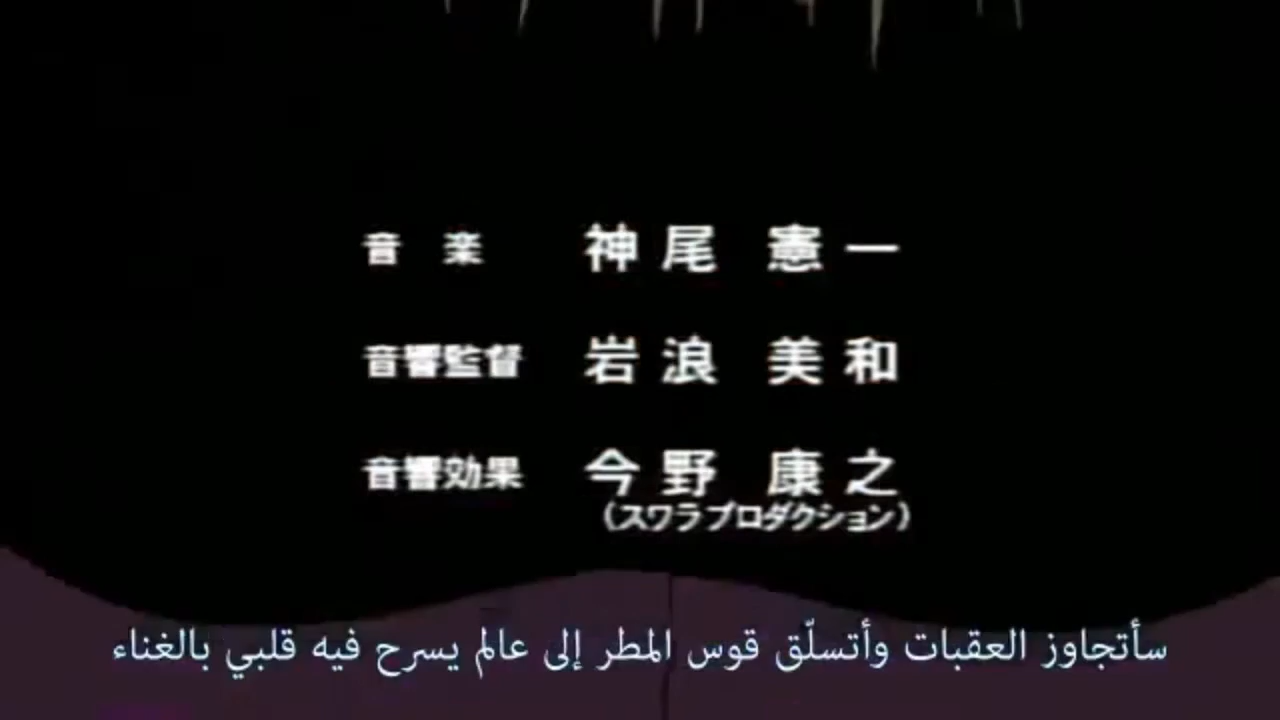 音楽 神尾 憲一
音響監督 岩浪 美和
音響効果 今野 康之
(スワラプロダクション)
سأتجاوز العقبات وأتسلّق قوس المطر إلى عالم يسرح فيه قلبي بالغناء